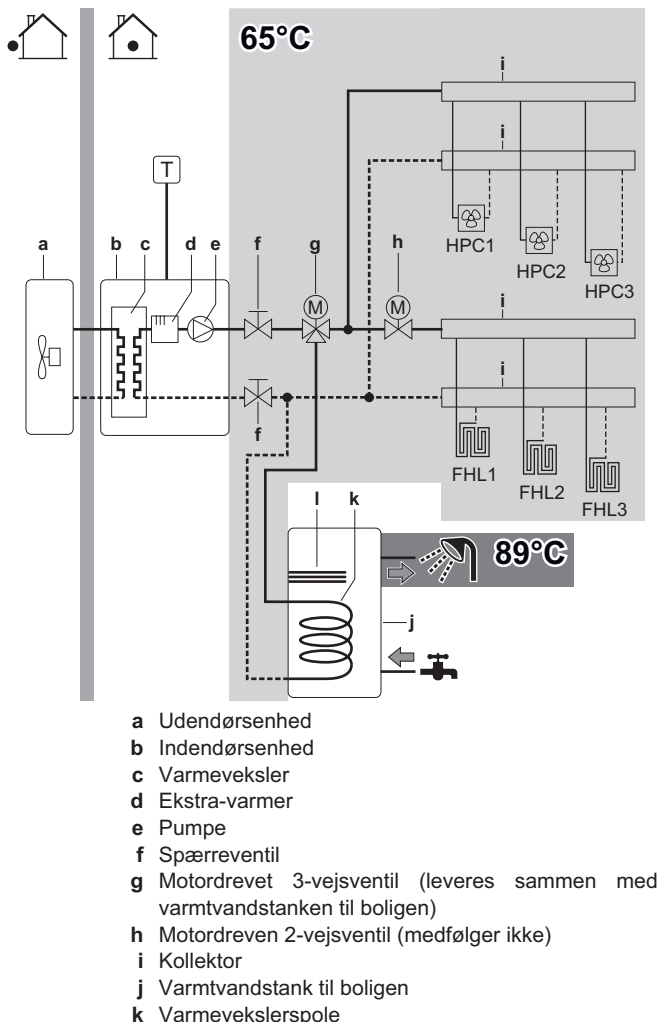 65°C
i
i
T
HPC1
HPC2
HPC3
a b c d e f g h
M M
i
i
f
FHL1
FHL2
FHL3
l k
89°C
j
a Udendørsenhed
b Indendørsenhed
c Varmeveksler
d Ekstra-varmer
e Pumpe
f Spærreventil
g Motordrevet 3-vejsventil (leveres sammen med
varmtvandstanken til boligen)
h Motordreven 2-vejsventil (medfølger ikke)
i Kollektor
j Varmtvandstank til boligen
k Varmevekslerspole